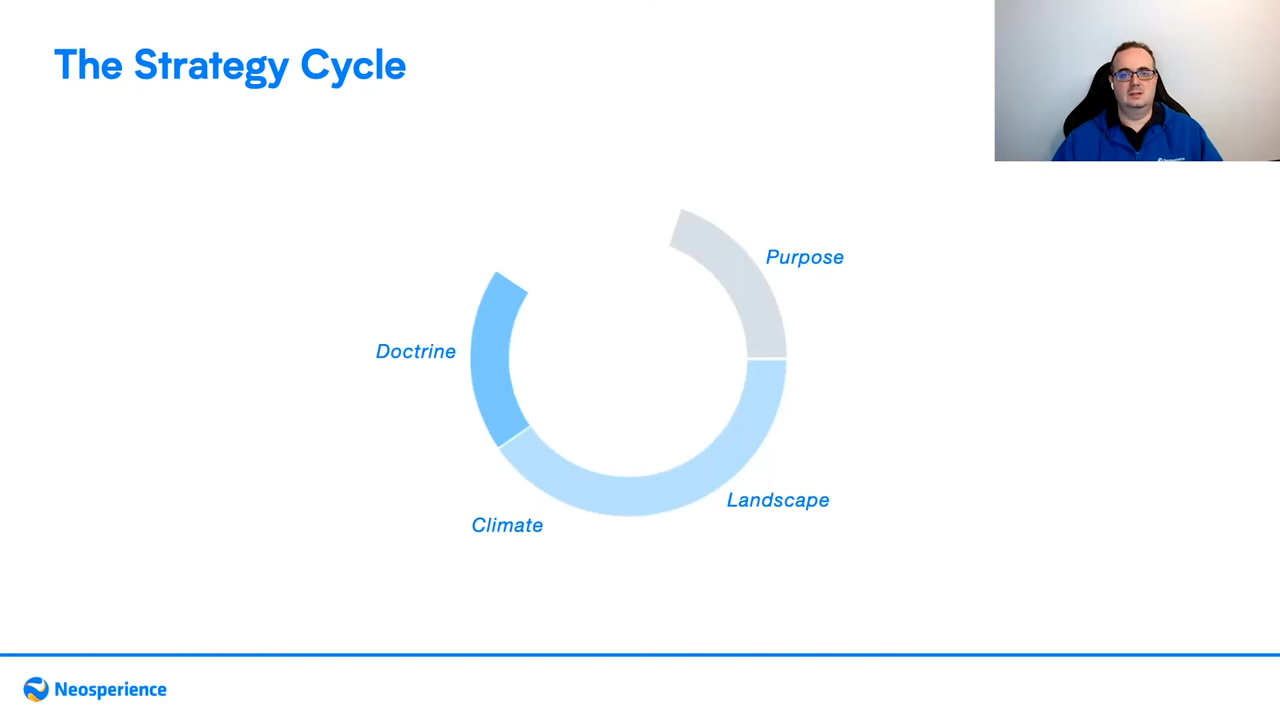 The Strategy Cycle
Purpose
Doctrine
Landscape
Climate
Neosperience